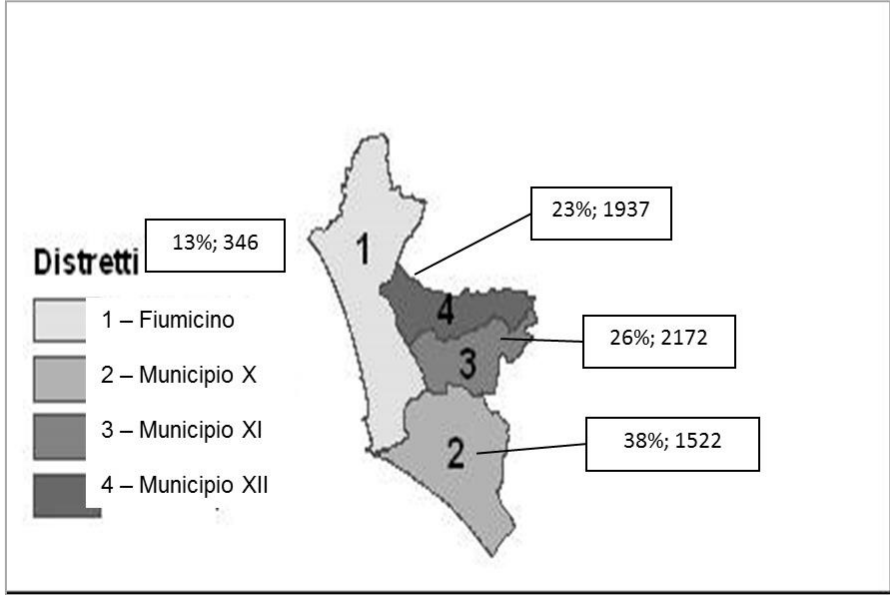 23%; 1937
13%; 346
Distretti
1
1 – Fiumicino
4
26%; 2172
2 – Municipio X
3
3 – Municipio XI
38%; 1522
2
4 – Municipio XII